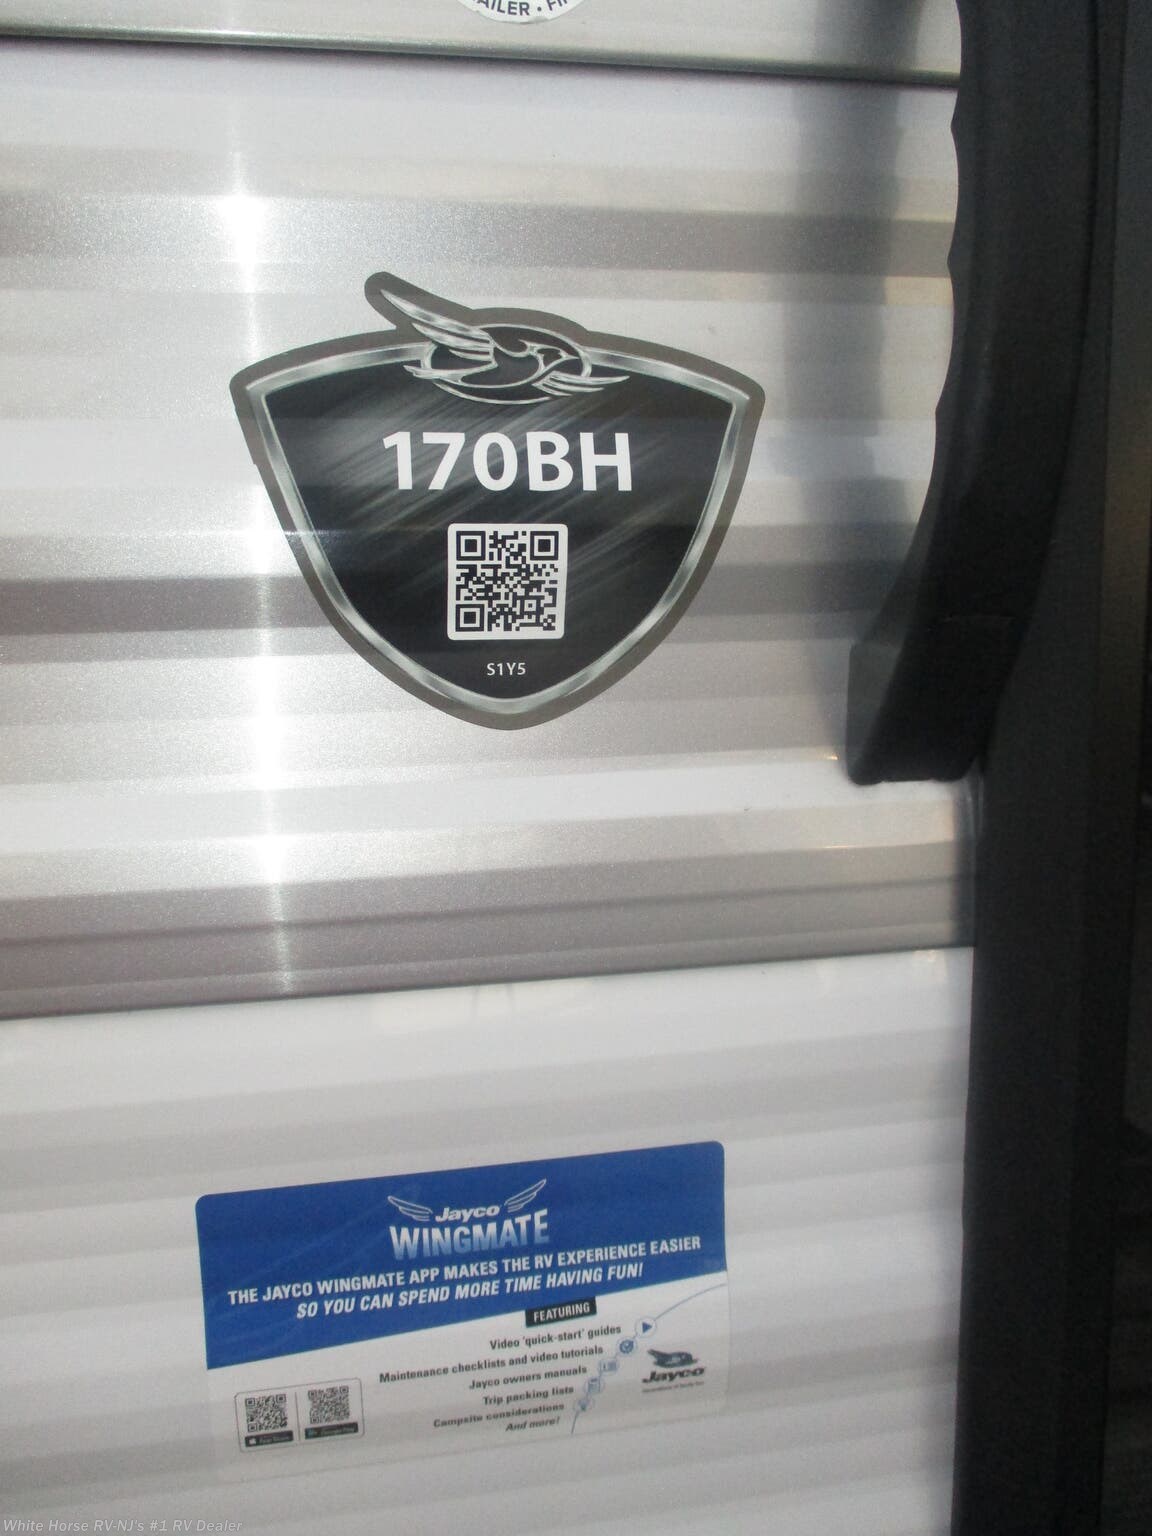 AILER • FI
170BH
S1Y5
Jayco
WINGMATE
THE JAYCO WINGMATE APP MAKES THE RV EXPERIENCE EASIER
SO YOU CAN SPEND MORE TIME HAVING FUN!
FEATURING
Video 'quick-start' guides
Maintenance checklists and video tutorials
Jayco owners manuals
Trip packing lists
Campsite considerations
And more!
Jayco
White Horse RV-NJ's #1 RV Dealer